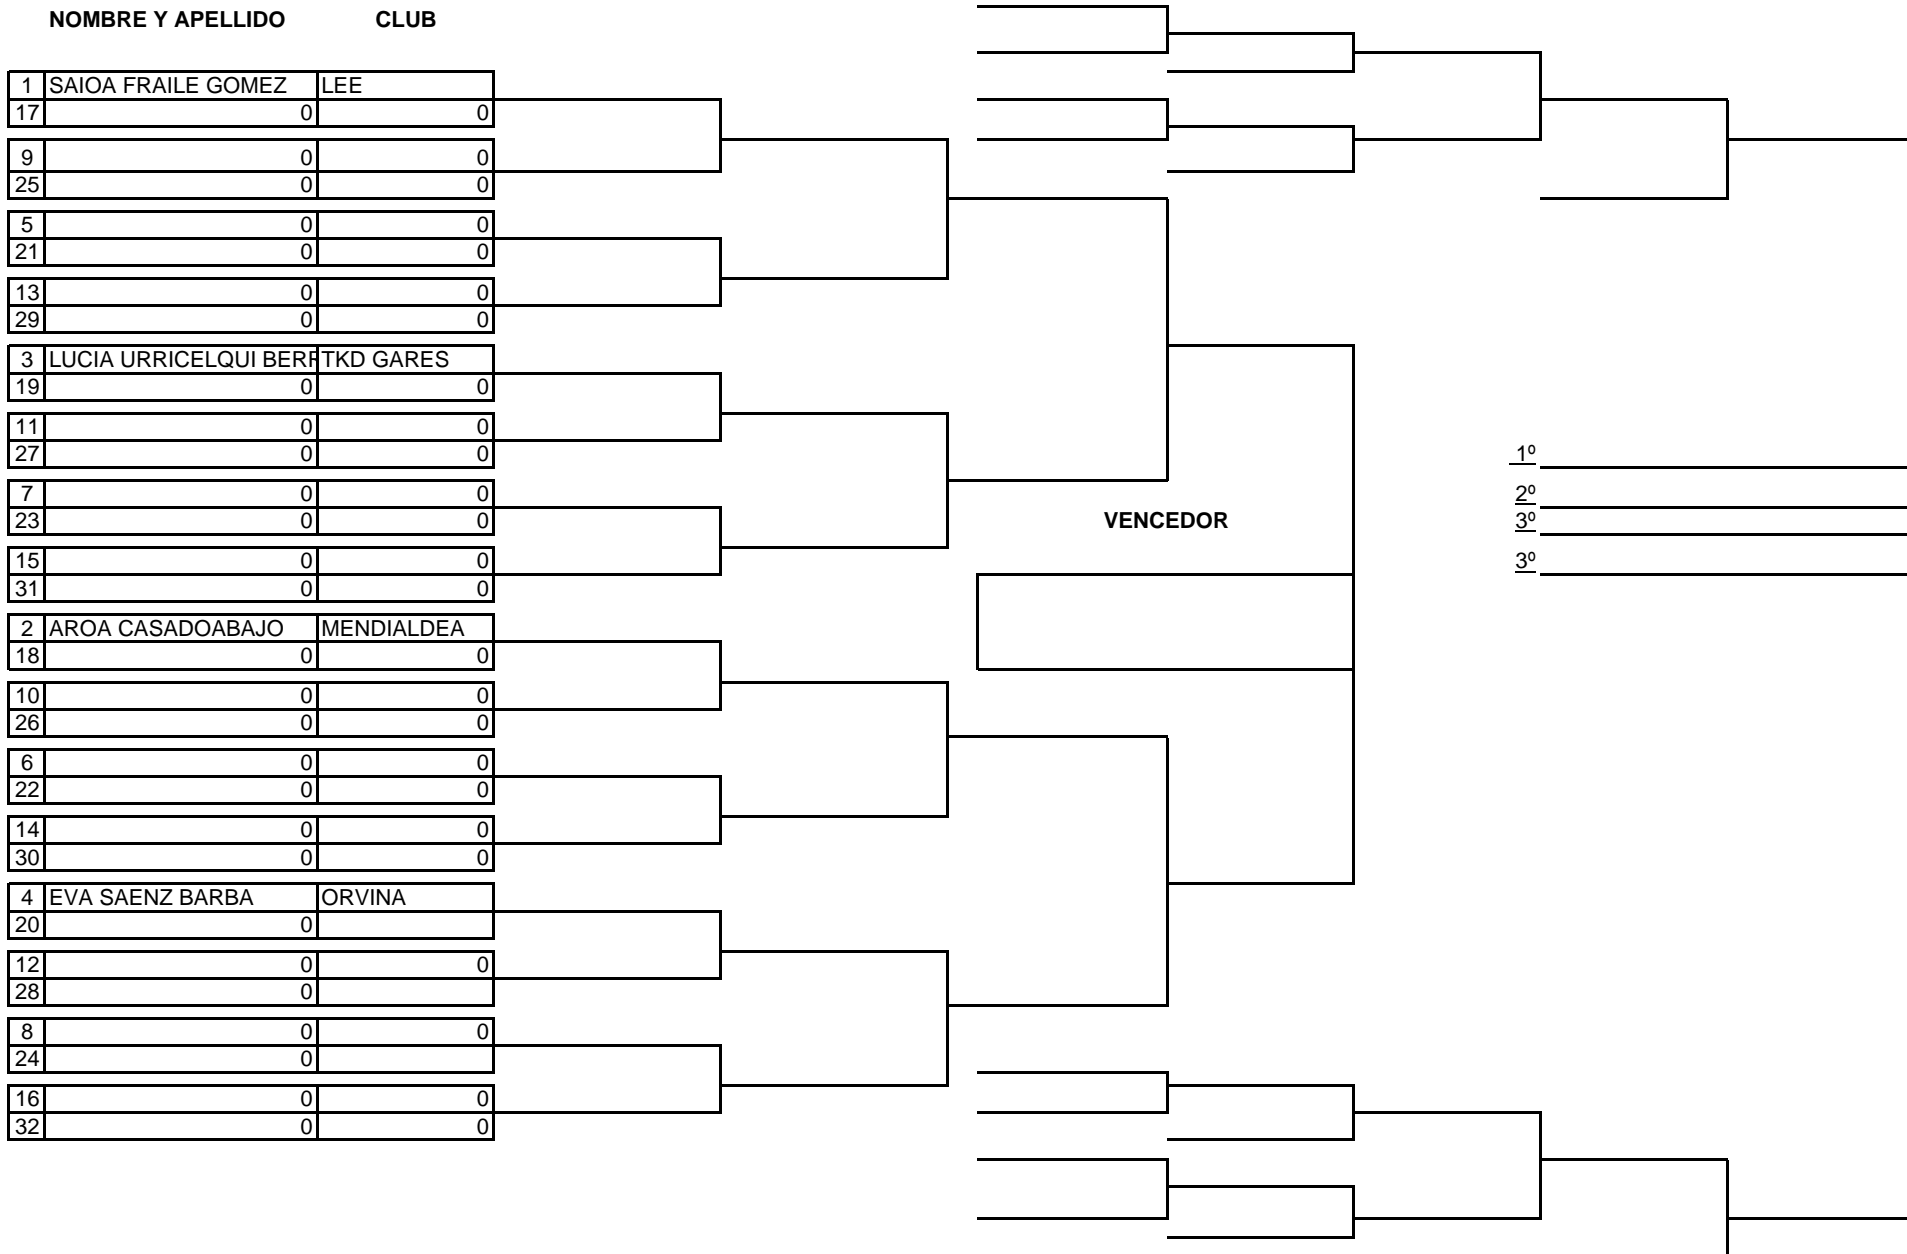 NOMBRE Y APELLIDO CLUB
1 SAIOA FRAILE GOMEZ LEE
17 0 0
9 0 0
25 0 0
5 0 0
21 0 0
13 0 0
29 0 0
3 LUCIA URRICELQUI BERR TKD GARES
19 0 0
11 0 0
27 0 0
1º
7 0 0
2º
23 0 0
VENCEDOR
3º
15 0 0
3º
31 0 0
2 AROA CASADOABAJO MENDIALDEA
18 0 0
10 0 0
26 0 0
6 0 0
22 0 0
14 0 0
30 0 0
4 EVA SAENZ BARBA ORVINA
20 0
12 0 0
28 0
8 0 0
24 0
16 0 0
32 0 0